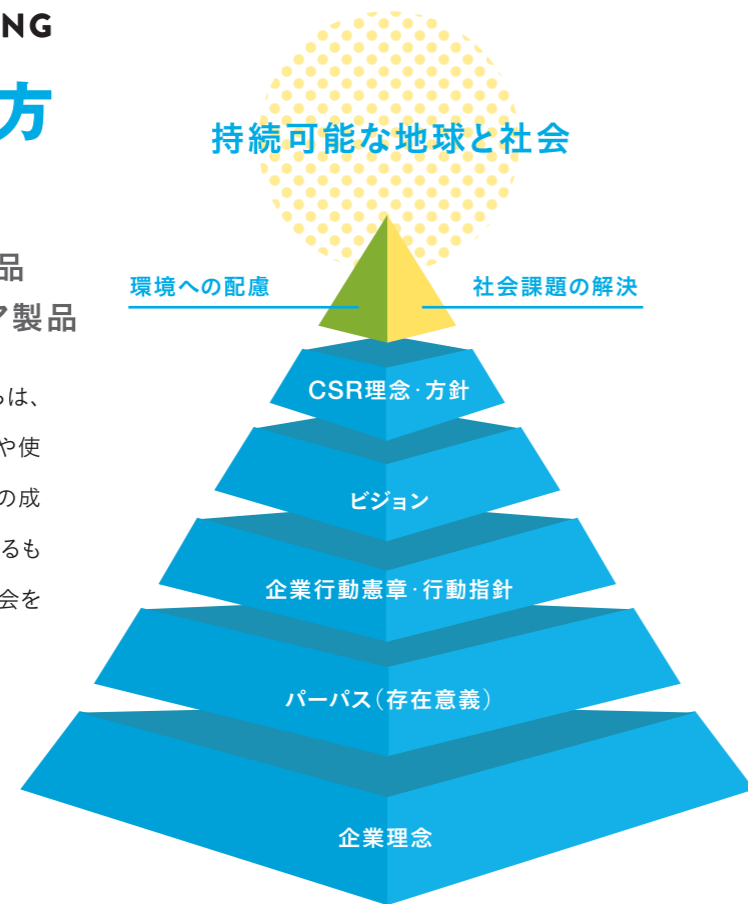 NG
方
品
ア製品
らは、
や使
の成
るも
会を
持続可能な地球と社会
環境への配慮
社会課題の解決
CSR理念・方針
ビジョン
企業行動憲章・行動指針
パーパス（存在意義）
企業理念